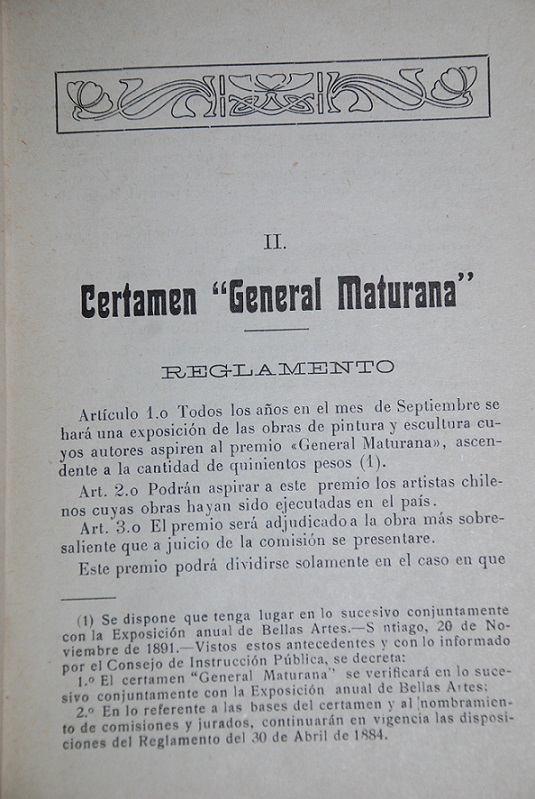 II.
Certamen “General Maturana”
REGLAMENTO
Artículo 1.o Todos los años en el mes de Septiembre se
hará una exposición de las obras de pintura y escultura cu-
yos autores aspiren al premio «General Maturana», ascen-
dente a la cantidad de quinientos pesos (1).
Art. 2.o Podrán aspirar a este premio los artistas chile-
nos cuyas obras hayan sido ejecutadas en el país.
Art. 3.o El premio será adjudicado a la obra más sobre-
saliente que a juicio de la comisión se presentare.
Este premio podrá dividirse solamente en el caso en que
(1) Se dispone que tenga lugar en lo sucesivo conjuntamente
con la Exposición anual de Bellas Artes.—S ntiago, 20 de No-
viembre de 1891.—Vistos estos antecedentes y con lo informado
por el Consejo de Instrucción Pública, se decreta:
1.º El certamen "General Maturana" se verificará en lo suce-
sivo conjuntamente con la Exposición anual de Bellas Artes;
2.º En lo referente a las bases del certamen y al nombramien-
to de comisiones y jurados, continuarán en vigencia las disposi-
ciones del Reglamento del 30 de Abril de 1884.